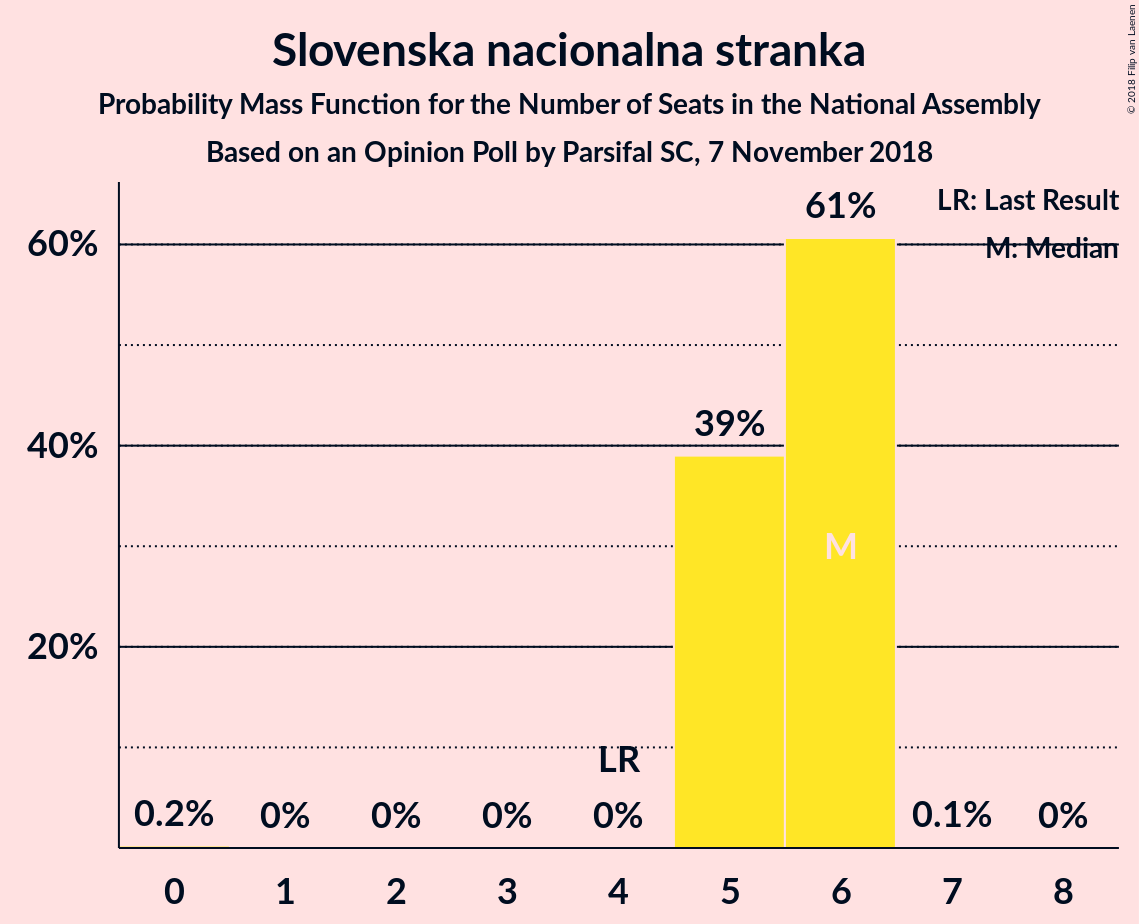 Slovenska nacionalna stranka
Probability Mass Function for the Number of Seats in the National Assembly
Based on an Opinion Poll by Parsifal SC, 7 November 2018
© 2018 Filip van Laenen
LR: Last Result
M: Median
60%
40%
20%
61%
39%
M
LR
0.2%
0%
0%
0%
0%
0.1%
0%
0 1 2 3 4 5 6 7 8